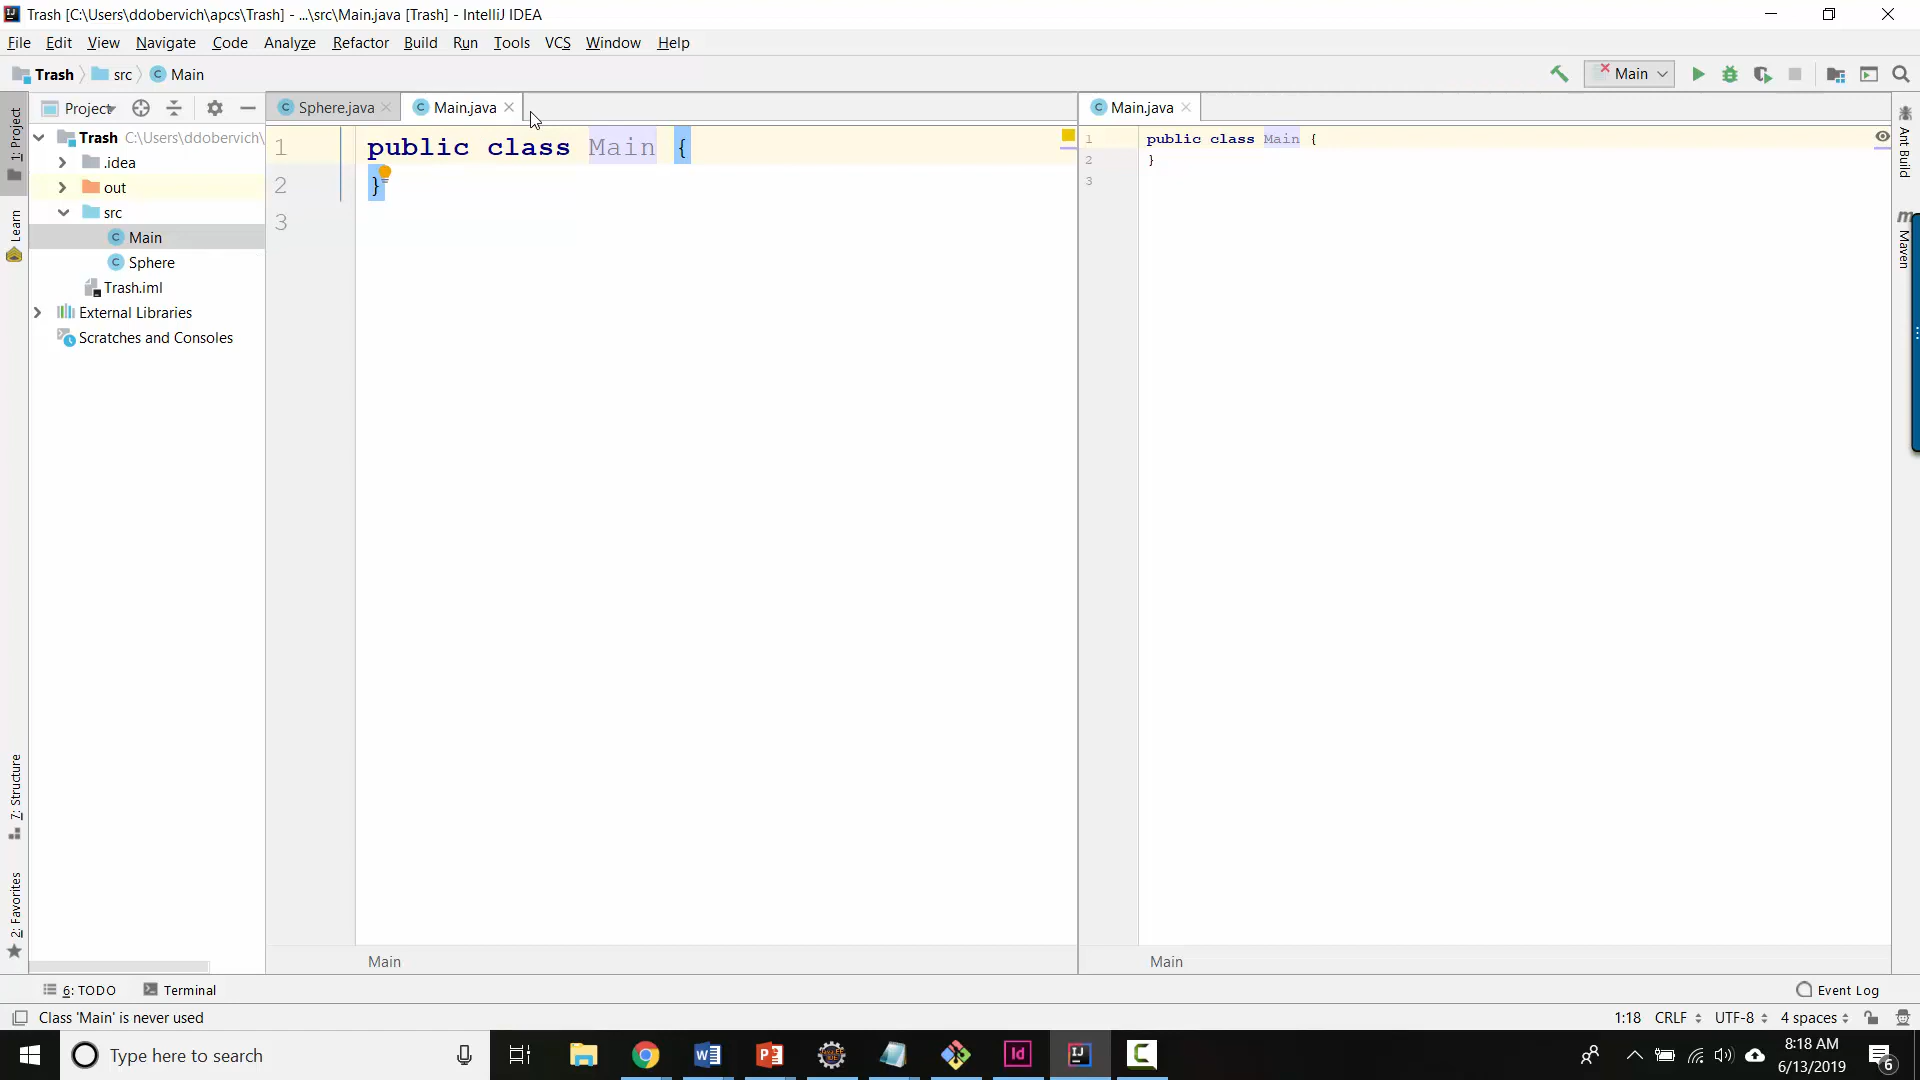 Trash [C:\Users\ddobervich\apcs\Trash] - ...\src\Main.java [Trash] - IntelliJ IDEA
File Edit View Navigate Code Analyze Refactor Build Run Tools VCS Window Help
Trash src Main
Main
Project
Sphere.java
Main.java
Main.java
1: Project
Learn
7: Structure
2: Favorites
Trash C:\Users\ddobervich\
.idea
out
src
Main
Sphere
Trash.iml
External Libraries
Scratches and Consoles
1 public class Main {
2 }
3
1 public class Main {
2 }
3
Ant Build
Maven
Main
Main
6: TODO Terminal
Event Log
Class 'Main' is never used
1:18 CRLF UTF-8 4 spaces
Type here to search
8:18 AM
6/13/2019
6